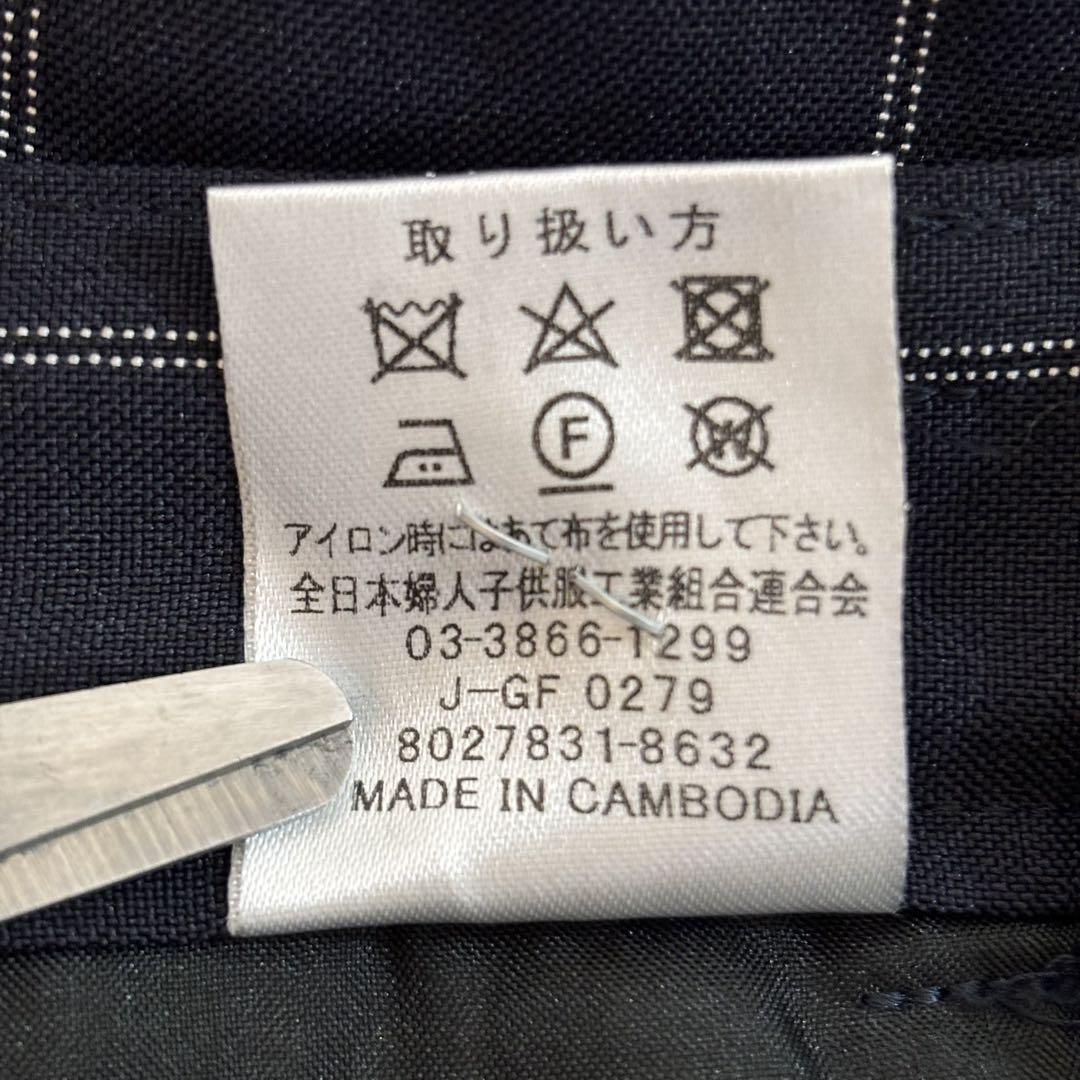 取り扱い方
F
W
アイロン時にはあて布を使用して下さい。
全日本婦人子供服工業組合連合会
03-3866-1299
J-GF 0279
8027831-8632
MADE IN CAMBODIA